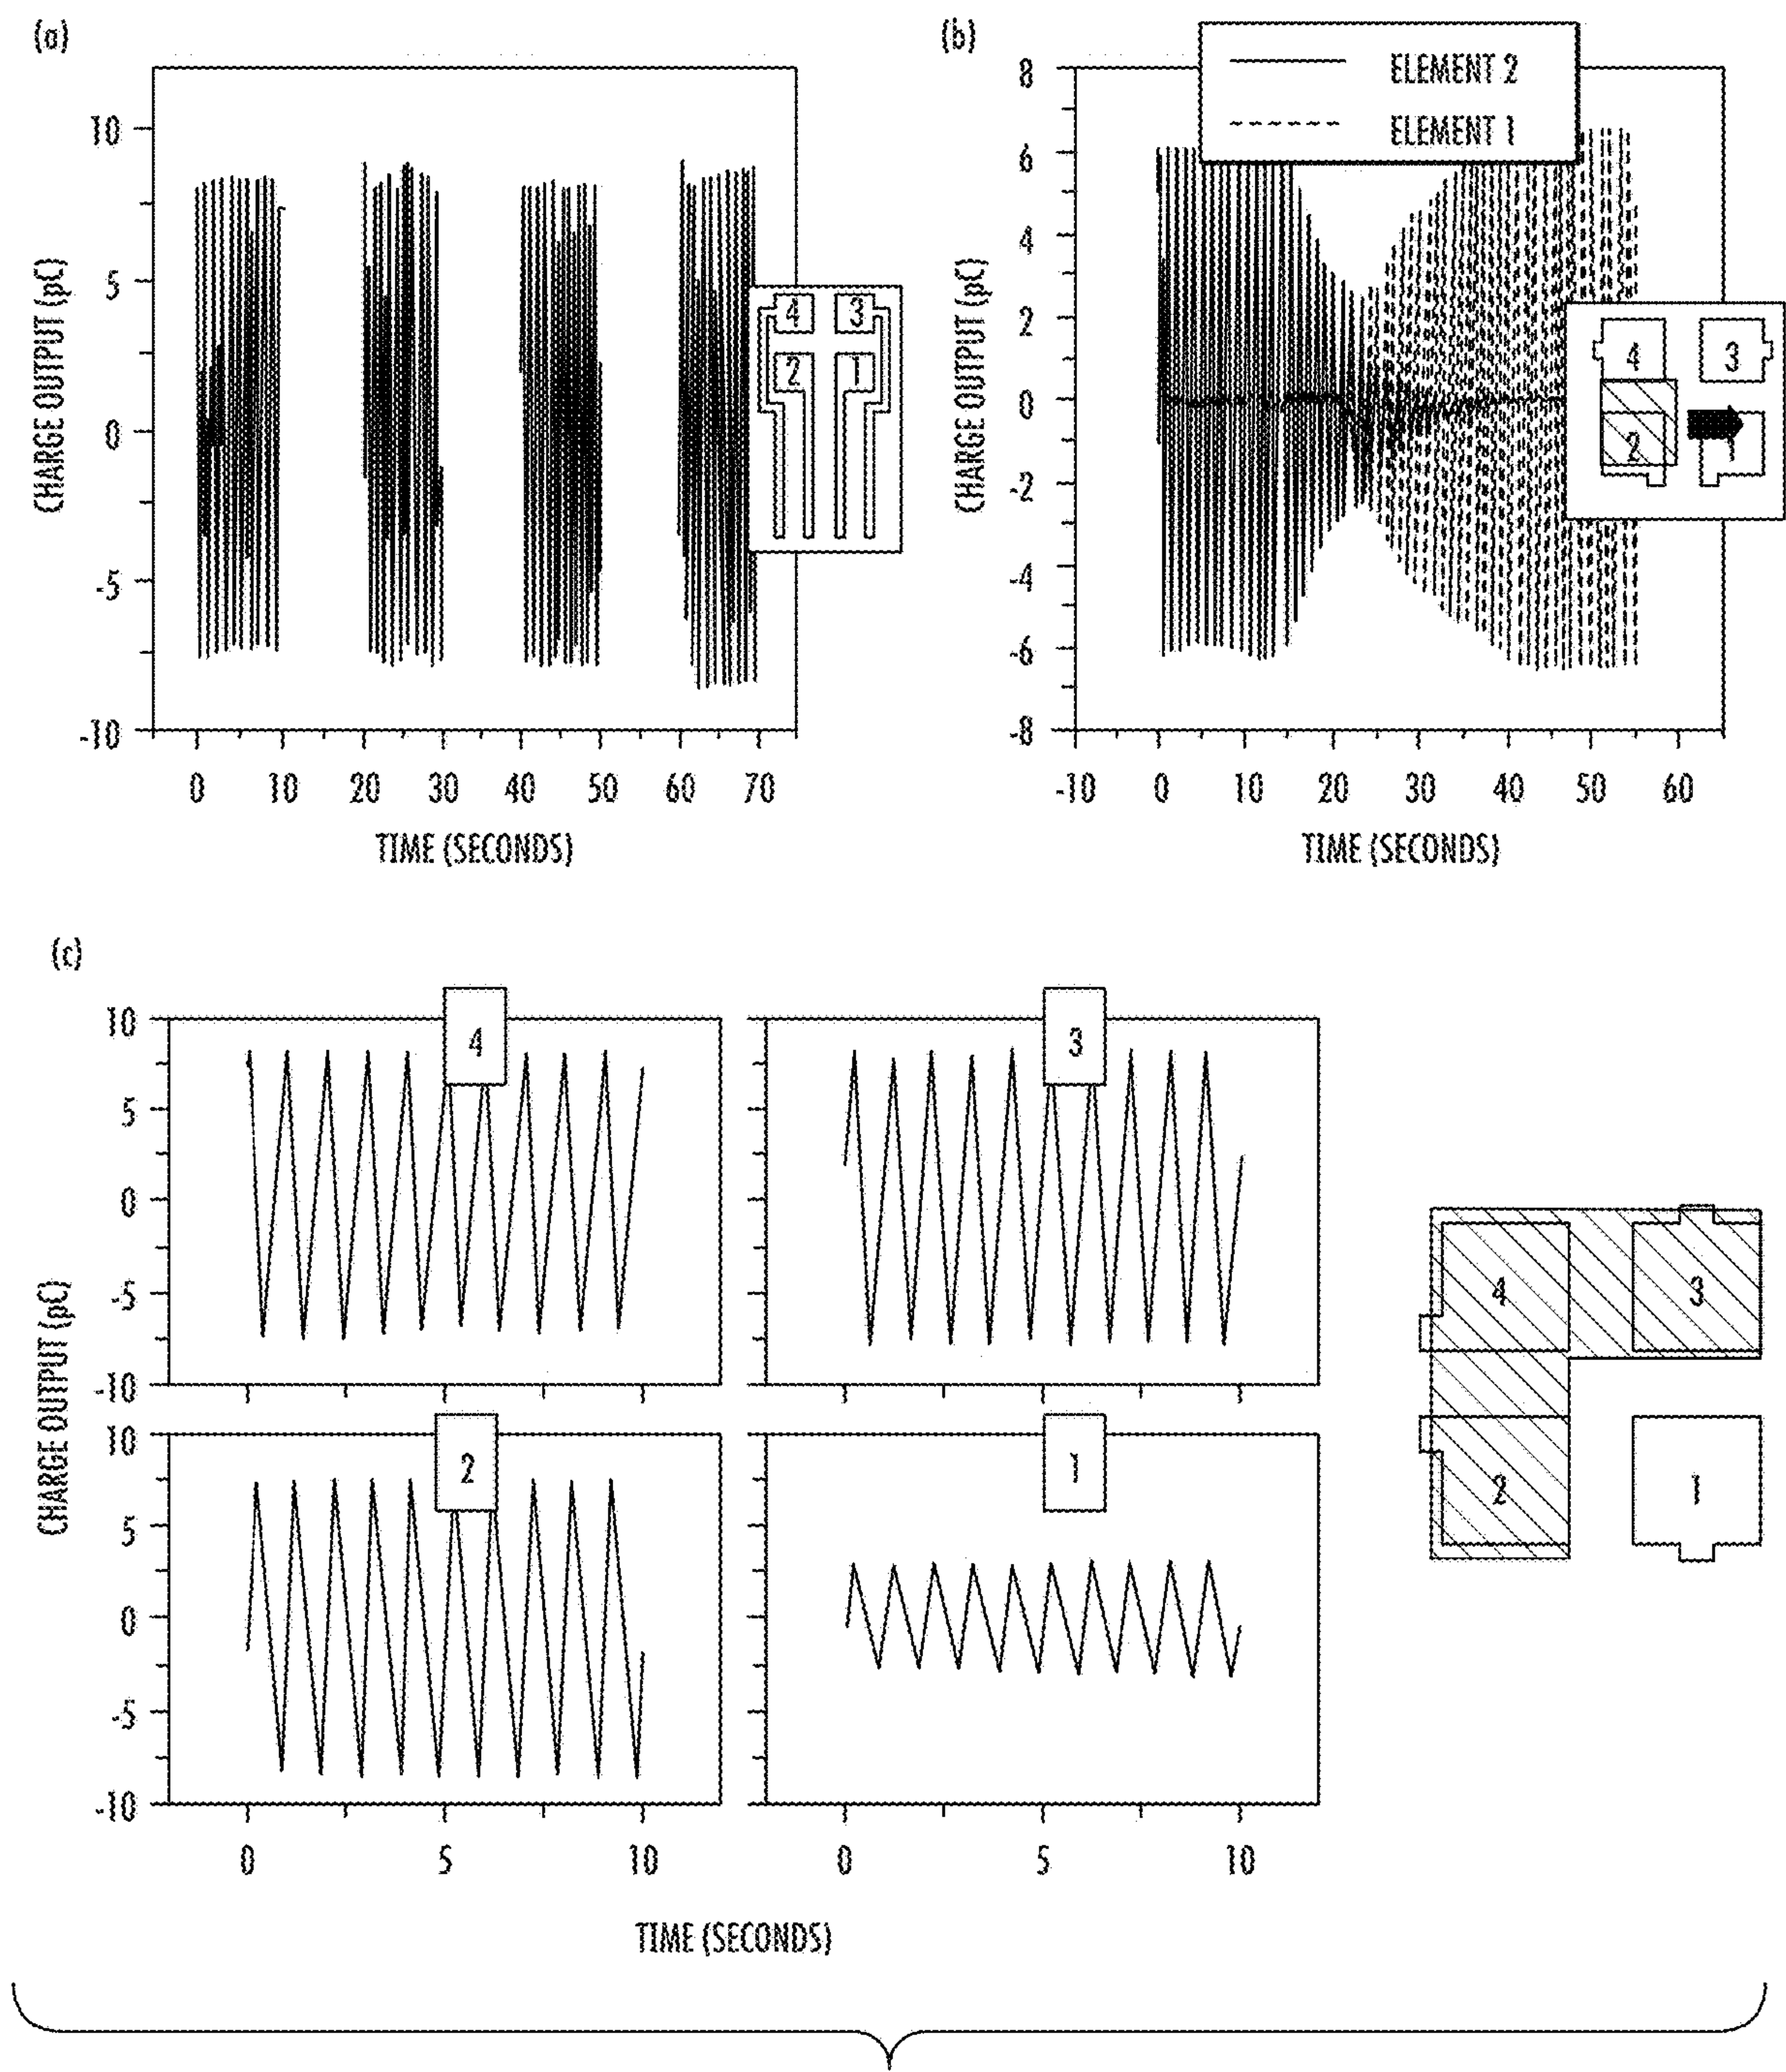 (a)
10
5
0
-5
-10
CHARGE OUTPUT (pC)
0 10 20 30 40 50 60 70
TIME (SECONDS)
4 3
2 1
(b)
ELEMENT 2
ELEMENT 1
8
6
4
2
0
-2
-4
-6
-8
CHARGE OUTPUT (pC)
-10 0 10 20 30 40 50 60
TIME (SECONDS)
4 3
2 1
(c)
4
3
10
5
0
-5
-10
2
1
10
5
0
-5
-10
CHARGE OUTPUT (pC)
0 5 10
0 5 10
TIME (SECONDS)
4 3
2 1